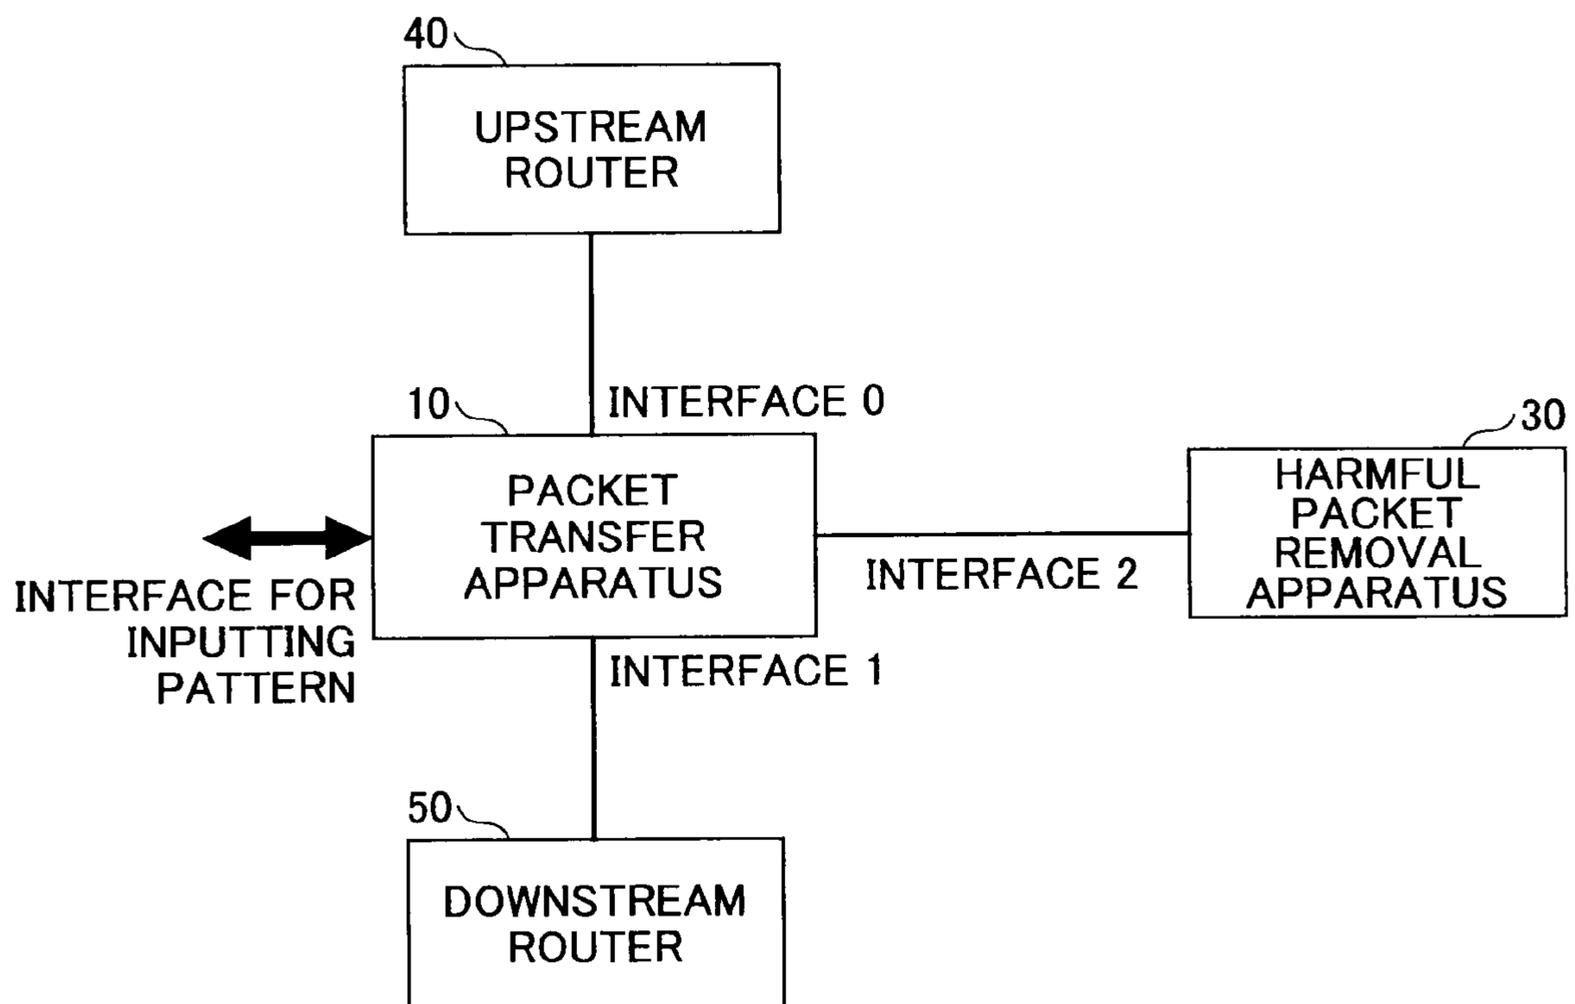 40
UPSTREAM
ROUTER
10
INTERFACE 0
PACKET
TRANSFER
APPARATUS
30
HARMFUL
PACKET
REMOVAL
APPARATUS
INTERFACE 2
INTERFACE FOR
INPUTTING
PATTERN
INTERFACE 1
50
DOWNSTREAM
ROUTER